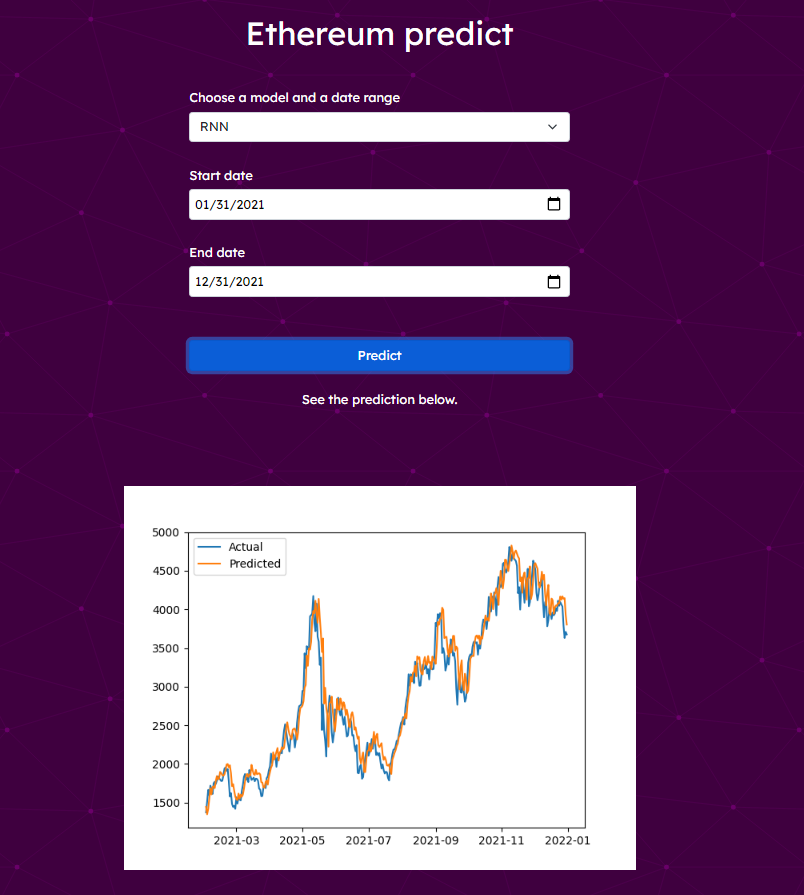 Ethereum predict
Choose a model and a date range
RNN
Start date
01/31/2021
End date
12/31/2021
Predict
See the prediction below.
5000
4500
4000
3500
3000
2500
2000
1500
Actual
Predicted
2021-03
2021-05
2021-07
2021-09
2021-11
2022-01